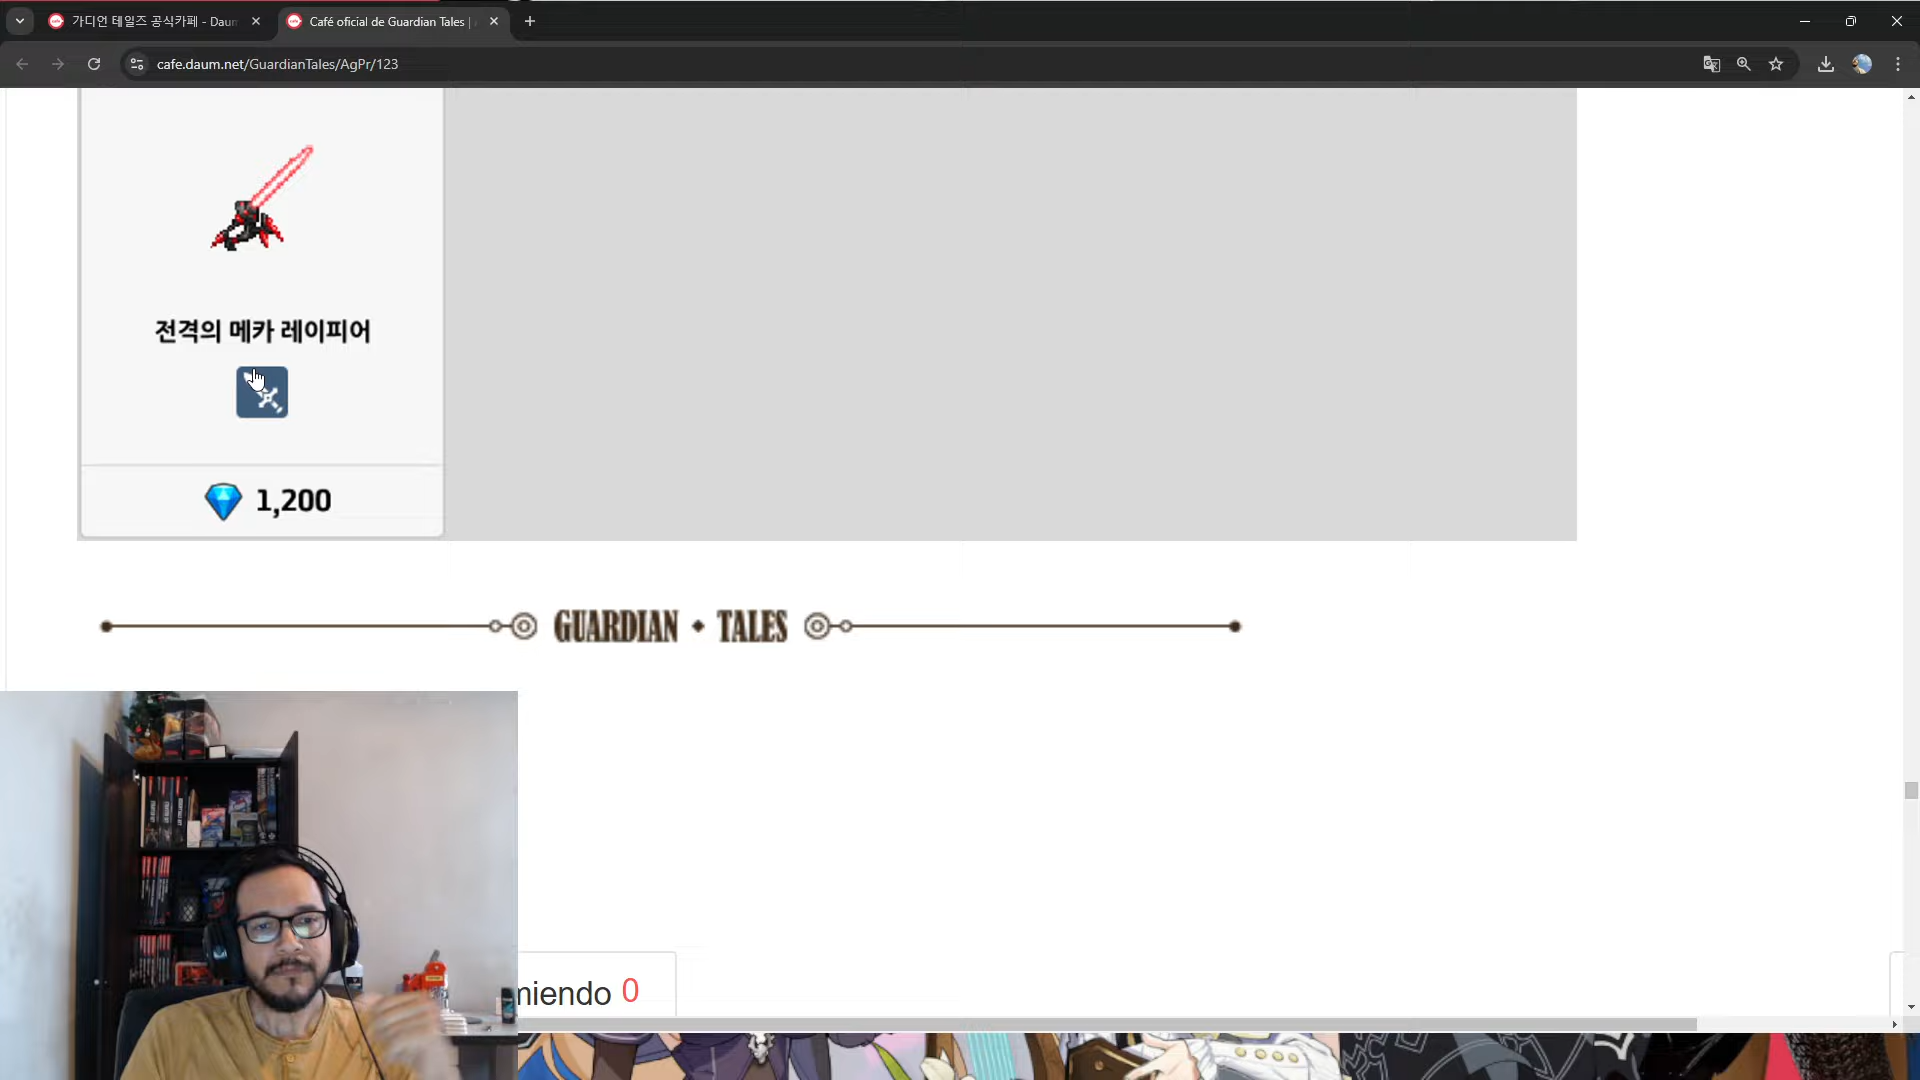 가디언 테일즈 공식카페 - Daum
Café oficial de Guardian Tales |
cafe.daum.net/GuardianTales/AgPr/123
전격의 메카 레이피어
1,200
GUARDIAN TALES
miendo 0